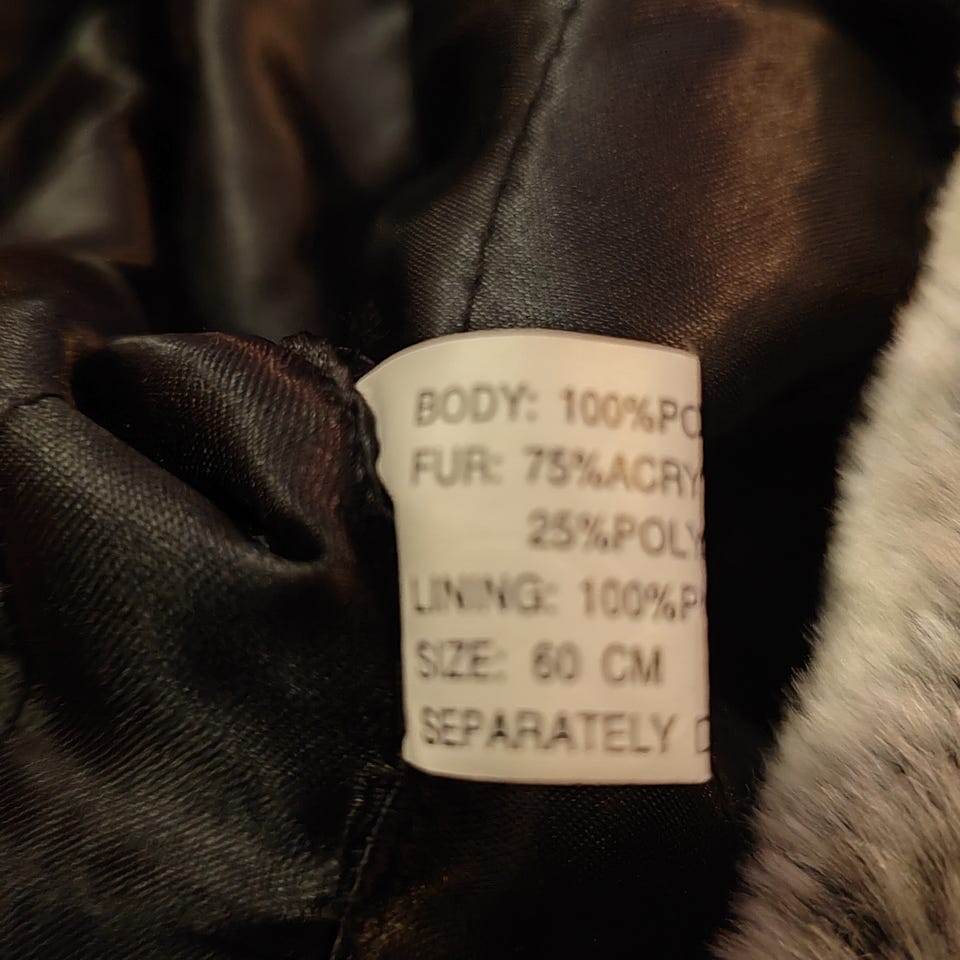 BODY: 100%PO
FUR: 75%ACRY
25%POLY
LINING: 100%P
SIZE: 60 CM
SEPARATELY D